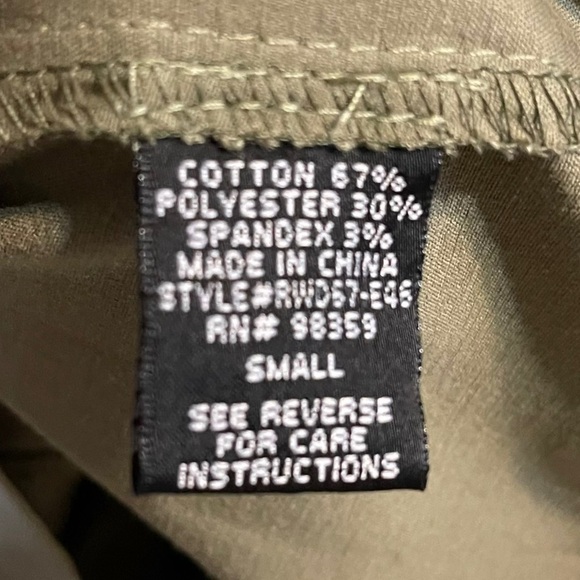 COTTON 67%
POLYESTER 30%
SPANDEX 3%
MADE IN CHINA
STYLE#RWD57-E46
RN# 98359
SMALL
SEE REVERSE
FOR CARE
INSTRUCTIONS